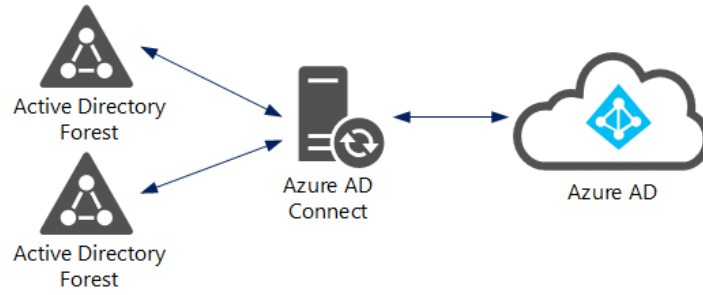 Active Directory
Forest
Azure AD
Connect
Azure AD
Active Directory
Forest